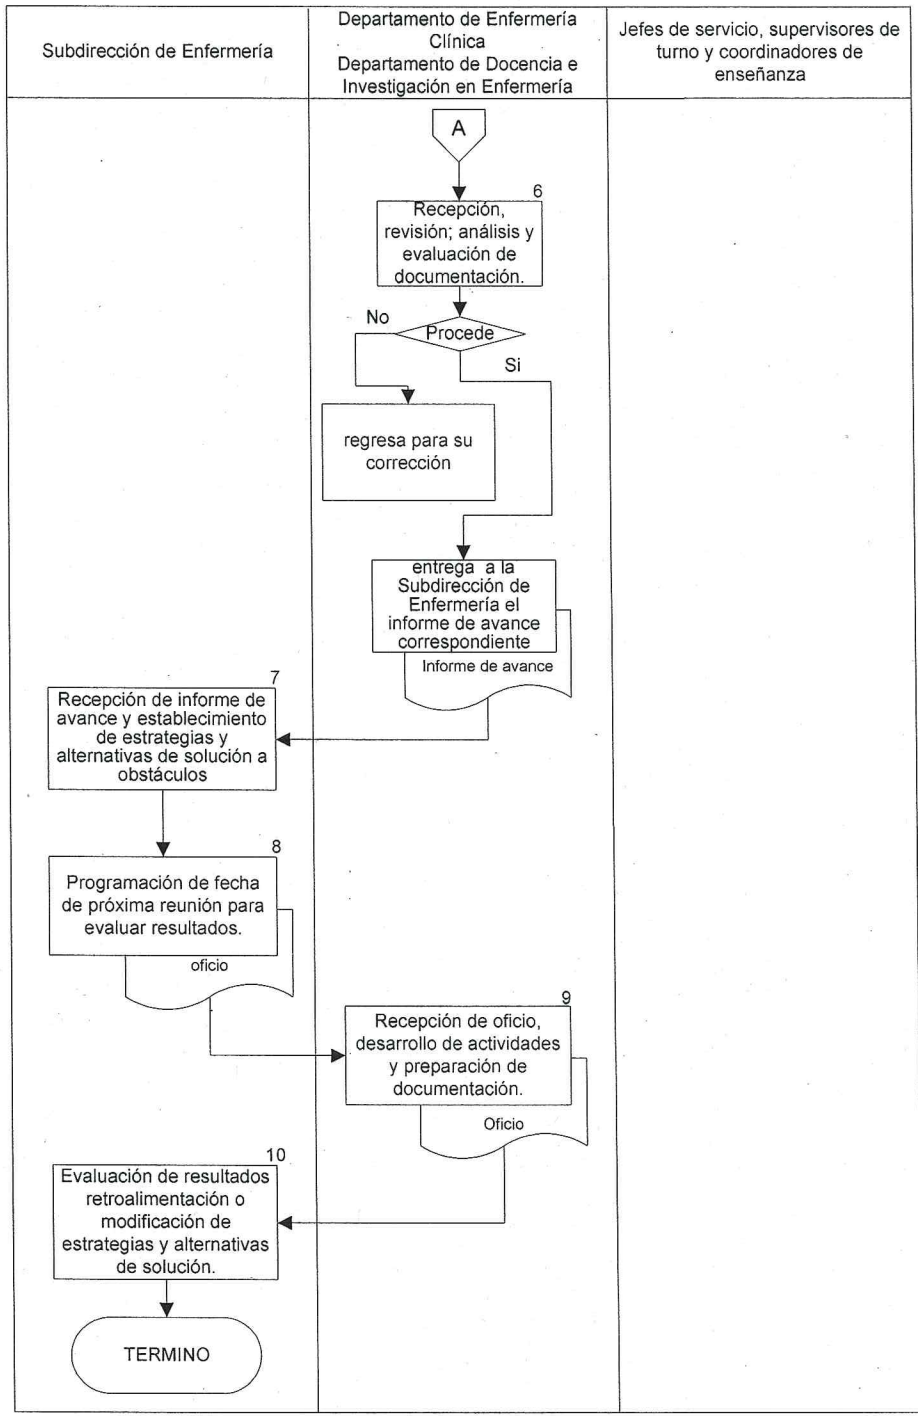 Subdirección de Enfermería
Departamento de Enfermería
Clínica
Departamento de Docencia e
Investigación en Enfermería
Jefes de servicio, supervisores de
turno y coordinadores de
enseñanza
A
6
Recepción,
revisión; análisis y
evaluación de
documentación.
No
Procede
Si
regresa para su
corrección
entrega a la
Subdirección de
Enfermería el
informe de avance
correspondiente
Informe de avance
7
Recepción de informe de
avance y establecimiento
de estrategias y
alternativas de solución a
obstáculos
8
Programación de fecha
de próxima reunión para
evaluar resultados.
oficio
9
Recepción de oficio,
desarrollo de actividades
y preparación de
documentación.
Oficio
10
Evaluación de resultados
retroalimentación o
modificación de
estrategias y alternativas
de solución.
TERMINO